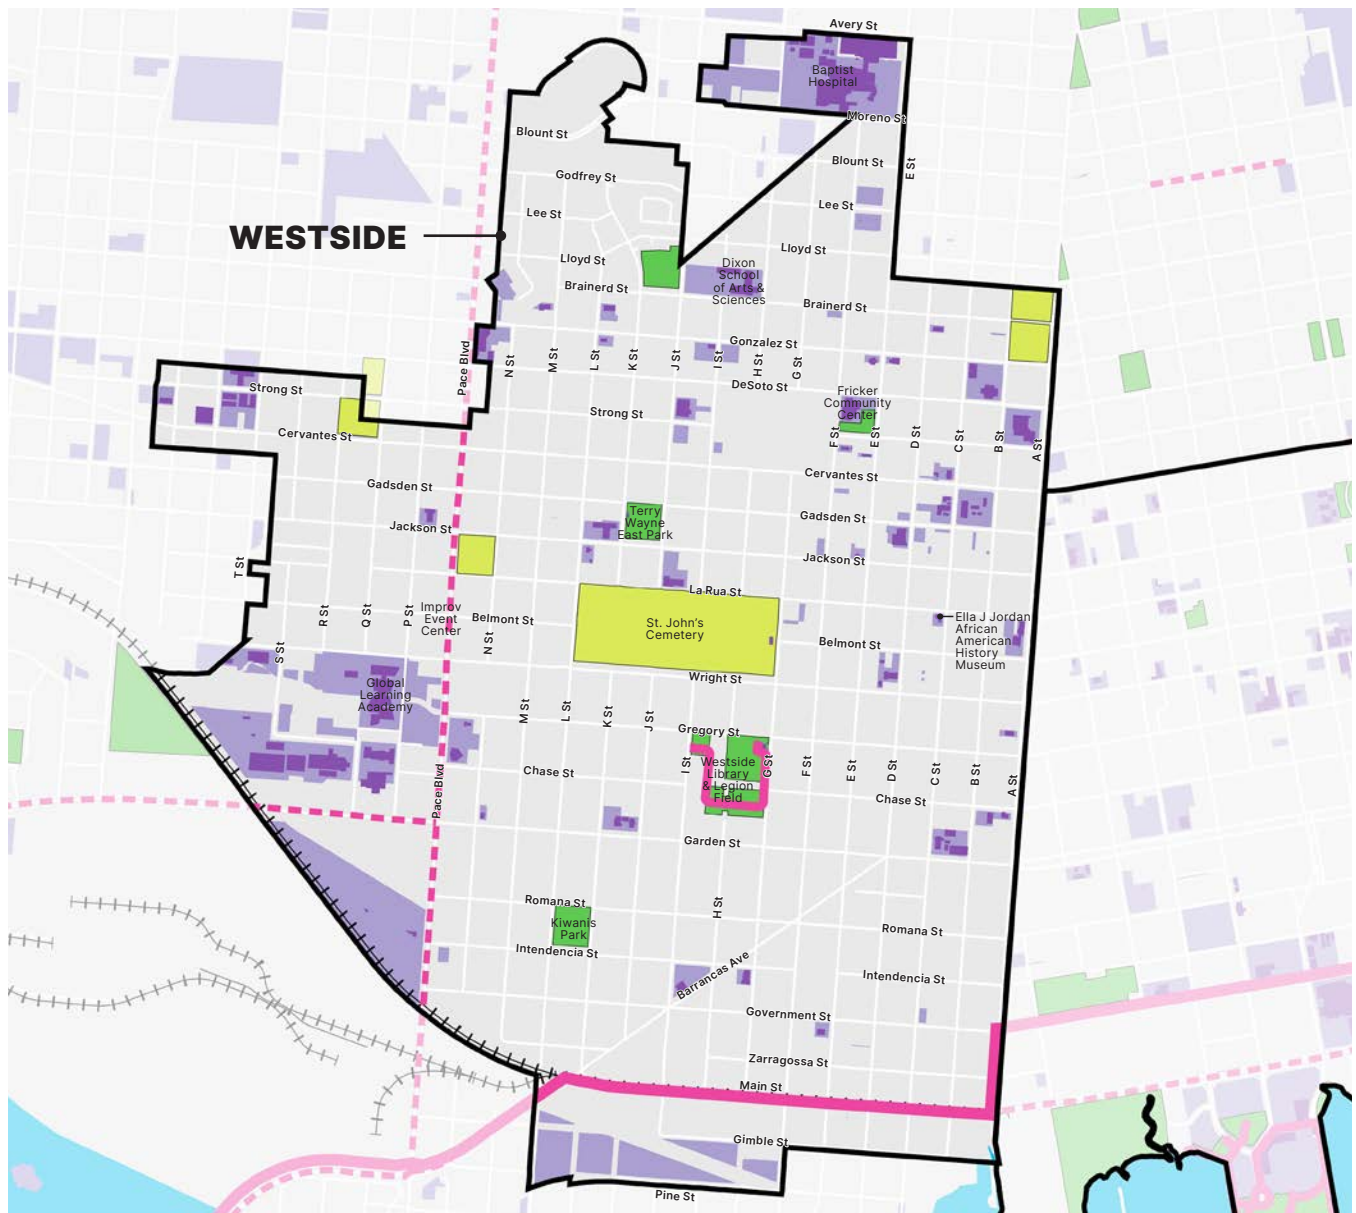 Avery St
Baptist
Hospital
Moreno St
Blount St
Blount St
E St
Godfrey St
Lee St
Lee St
WESTSIDE
Lloyd St
Lloyd St
Dixon
School
of Arts &
Sciences
Brainerd St
Brainerd St
Gonzalez St
Pace Blvd
N St
M St
L St
K St
J St
I St
H St
G St
Strong St
DeSoto St
Fricker
Community
Center
Strong St
Cervantes St
F St
E St
D St
C St
B St
A St
Cervantes St
Gadsden St
Terry
Wayne
East Park
Gadsden St
Jackson St
Jackson St
T St
La Rua St
R St
Q St
P St
Improv
Event
Center
Belmont St
N St
St. John's
Cemetery
Belmont St
Ella J Jordan
African
American
History
Museum
S St
Wright St
Global
Learning
Academy
M St
L St
K St
J St
Gregory St
I St
Westside
Library
& Legion
Field
G St
F St
E St
D St
C St
B St
A St
Chase St
Chase St
Pace Blvd
Garden St
Romana St
H St
Kiwanis
Park
Romana St
Intendencia St
Barrancas Ave
Intendencia St
Government St
Zarragossa St
Main St
Gimble St
Pine St